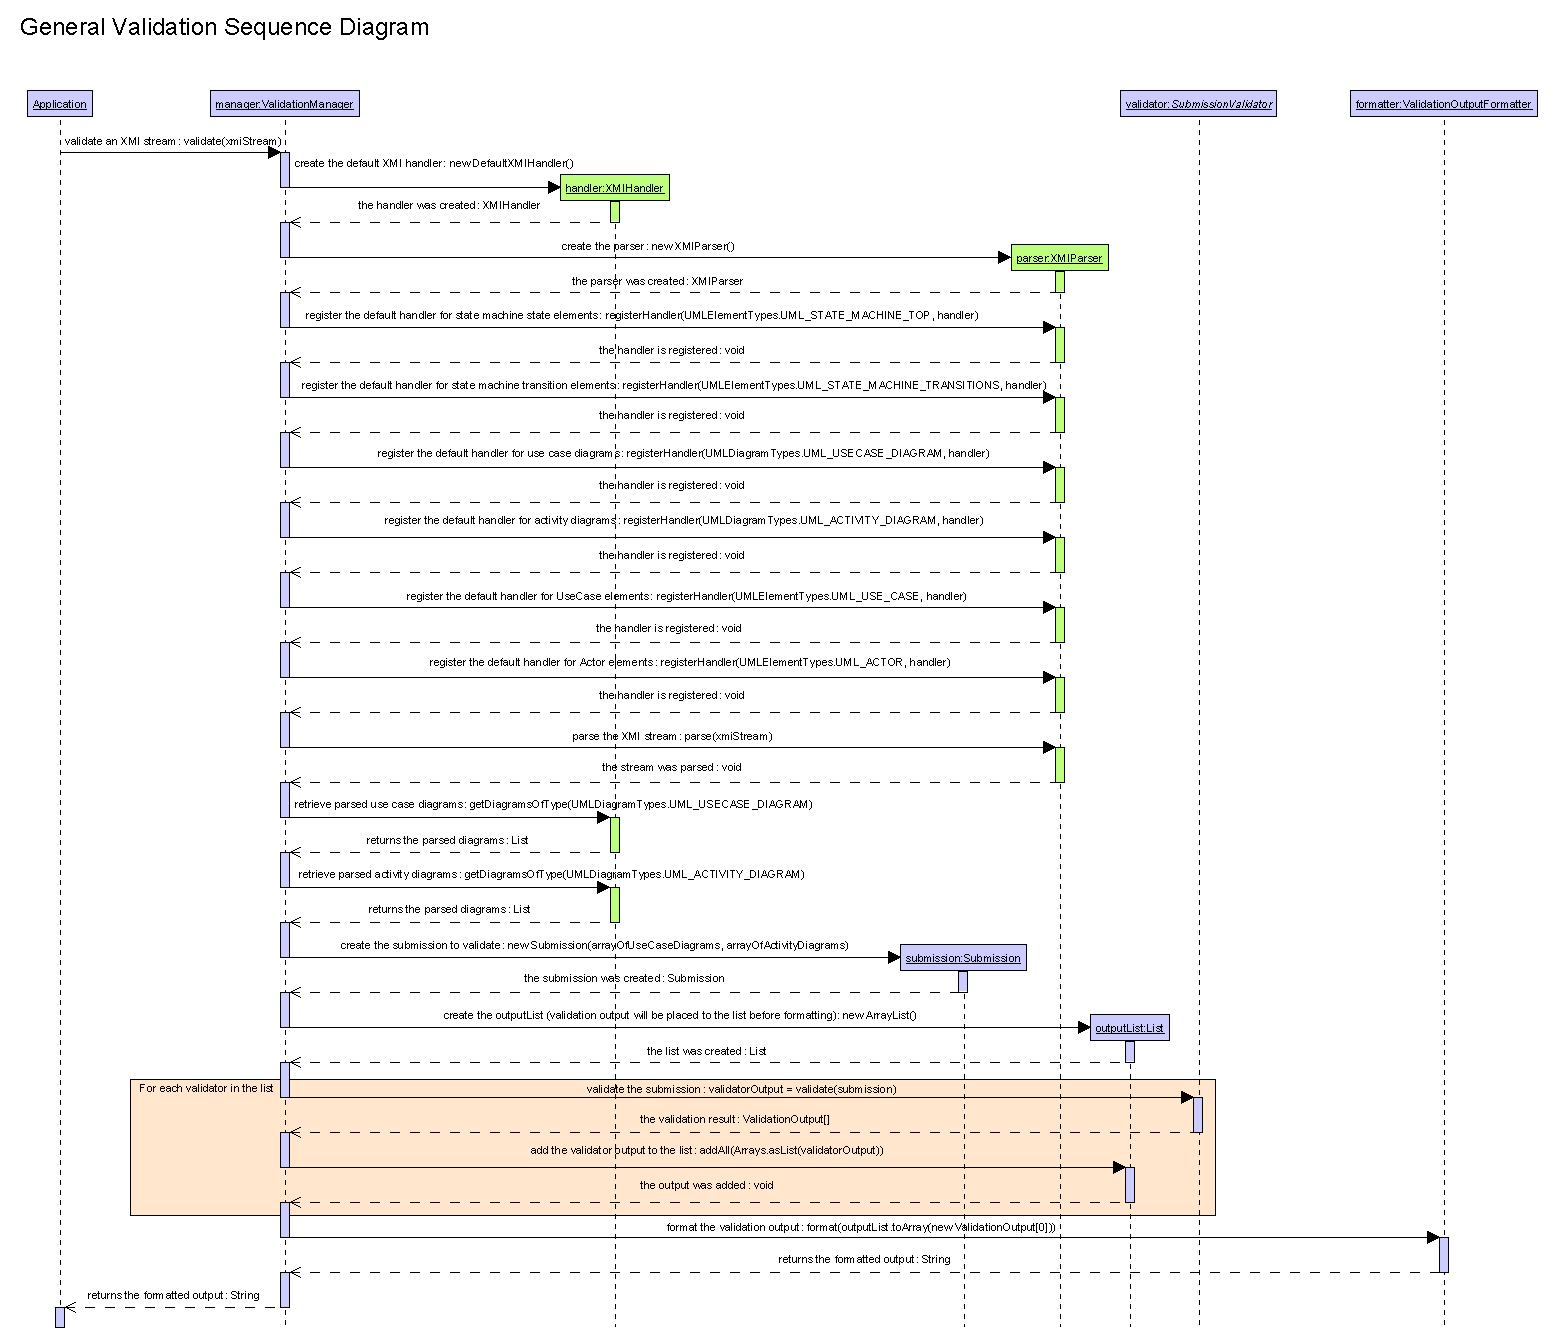 General Validation Sequence Diagram
Application
manager:ValidationManager
validator:SubmissionValidator
formatter:ValidationOutputFormatter
validate an XMI stream : validate(xmiStream)
create the default XMI handler: new DefaultXMIHandler()
handler:XMIHandler
the handler was created : XMIHandler
create the parser : new XMIParser()
parser:XMIParser
the parser was created : XMIParser
register the default handler for state machine state elements: registerHandler(UMLElementTypes.UML_STATE_MACHINE_TOP, handler)
the handler is registered : void
register the default handler for state machine transition elements: registerHandler(UMLElementTypes.UML_STATE_MACHINE_TRANSITIONS, handler)
the handler is registered : void
register the default handler for use case diagrams: registerHandler(UMLDiagramTypes.UML_USECASE_DIAGRAM, handler)
the handler is registered : void
register the default handler for activity diagrams : registerHandler(UMLDiagramTypes.UML_ACTIVITY_DIAGRAM, handler)
the handler is registered : void
register the default handler for UseCase elements: registerHandler(UMLElementTypes.UML_USE_CASE, handler)
the handler is registered : void
register the default handler for Actor elements : registerHandler(UMLElementTypes.UML_ACTOR, handler)
the handler is registered : void
parse the XMI stream : parse(xmiStream)
the stream was parsed : void
retrieve parsed use case diagrams: getDiagramsOfType(UMLDiagramTypes.UML_USECASE_DIAGRAM)
returns the parsed diagrams : List
retrieve parsed activity diagrams : getDiagramsOfType(UMLDiagramTypes.UML_ACTIVITY_DIAGRAM)
returns the parsed diagrams : List
create the submission to validate : new Submission(arrayOfUseCaseDiagrams, arrayOfActivityDiagrams)
submission:Submission
the submission was created : Submission
create the outputList (validation output will be placed to the list before formatting): new ArrayList()
outputList:List
the list was created : List
For each validator in the list
validate the submission : validatorOutput = validate(submission)
the validation result : ValidationOutput[]
add the validator output to the list : addAll(Arrays.asList(validatorOutput))
the output was added : void
format the validation output : format(outputList.toArray(new ValidationOutput[0]))
returns the formatted output : String
returns the formatted output : String